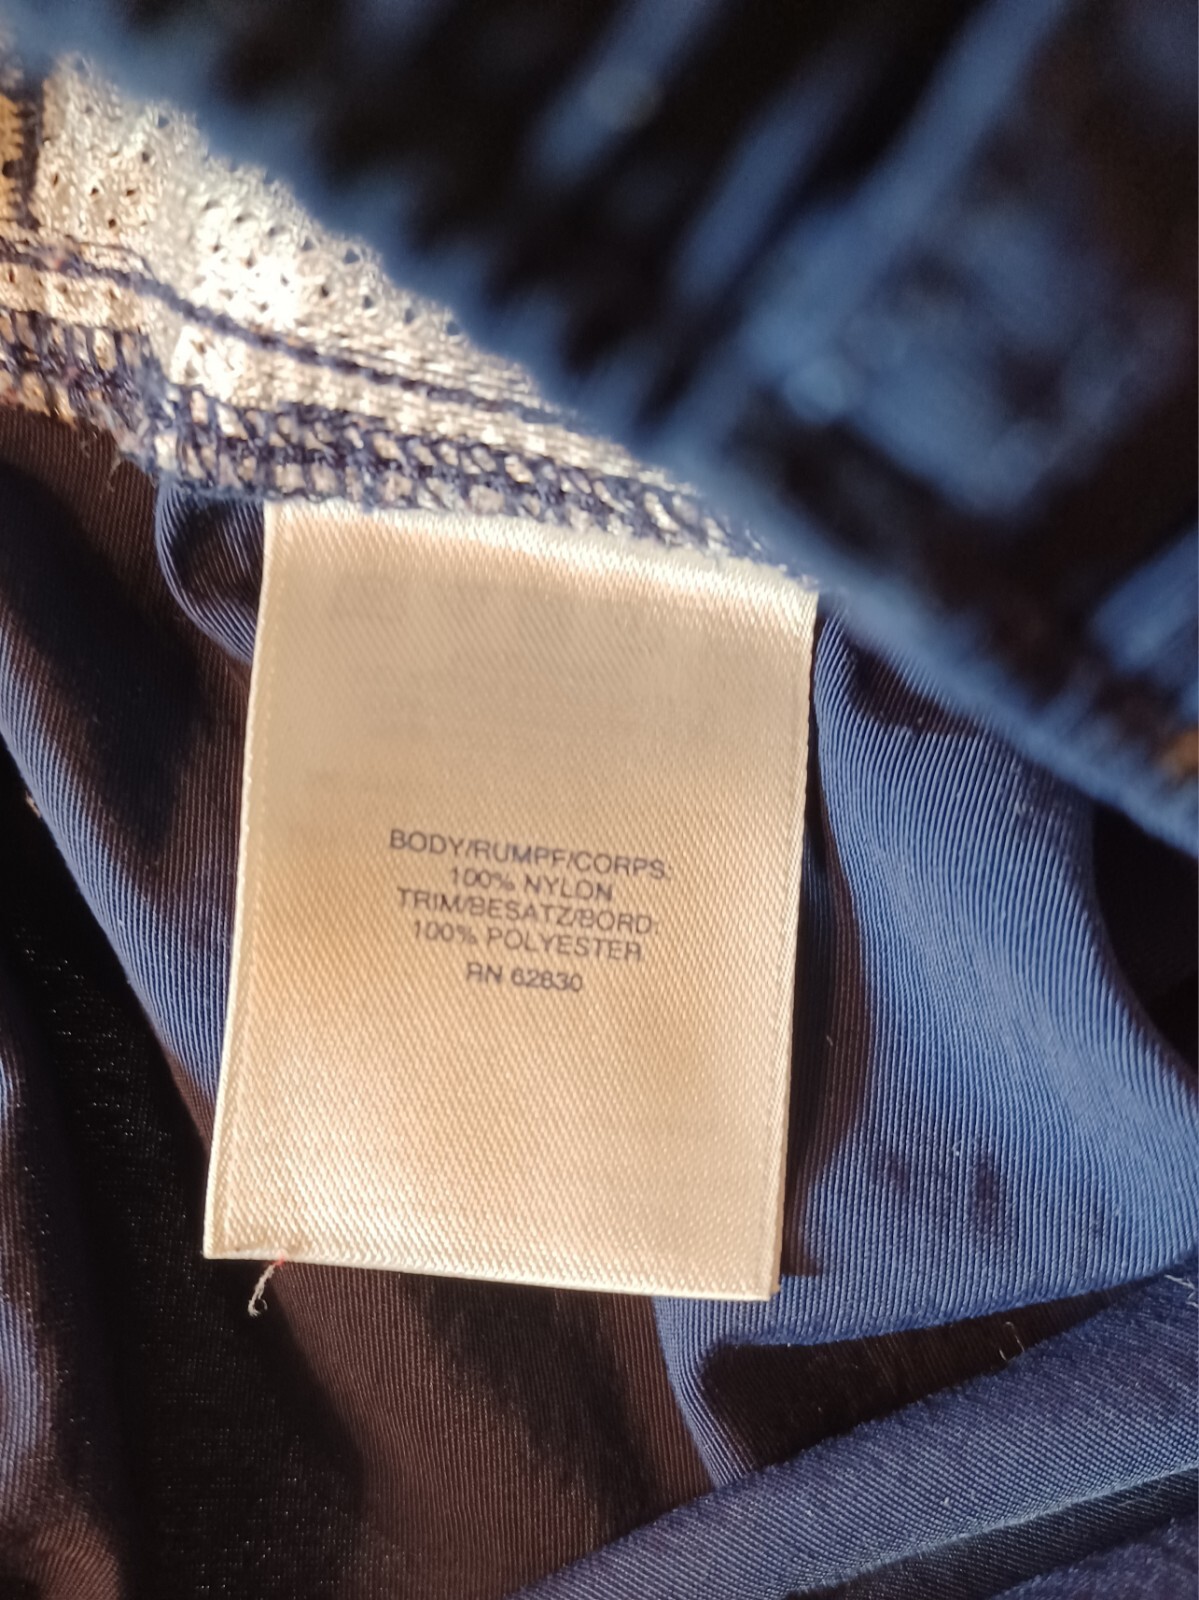 BODY/RUMPF/CORPS:
100% NYLON
TRIM/BESATZ/BORD:
100% POLYESTER
RN 62830